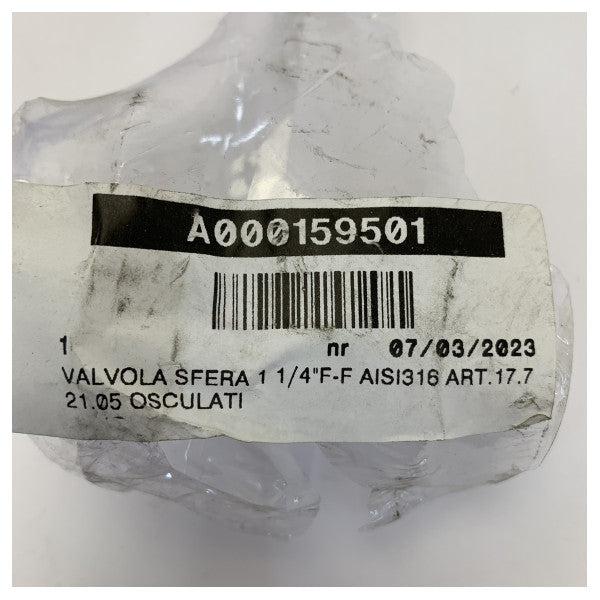 A000159501
1 nr 07/03/2023
VALVOLA SFERA 1 1/4"F-F AISI316 ART.17.7
21.05 OSCULATI